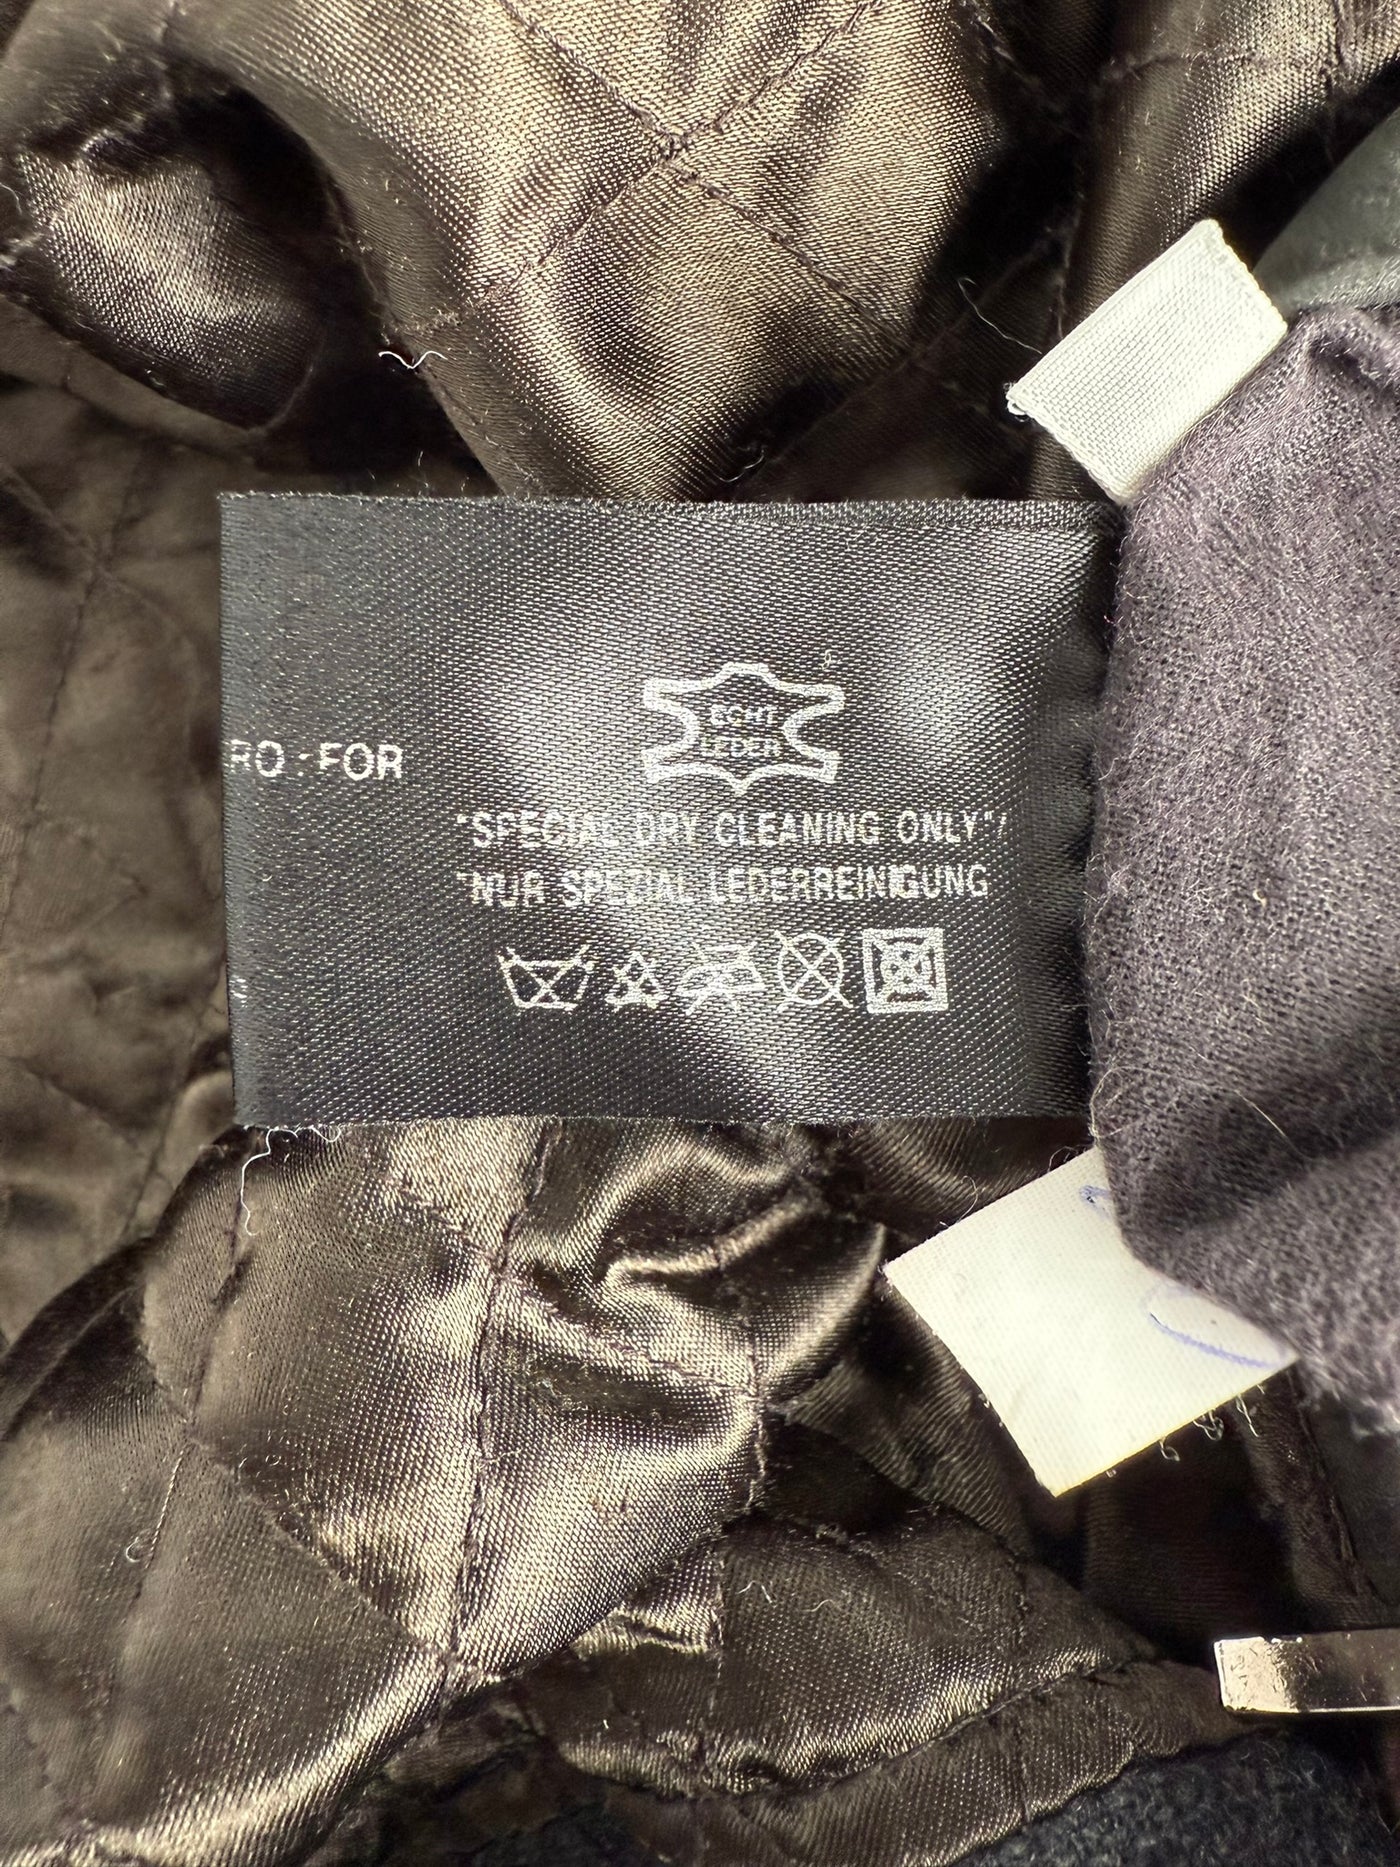 ECHT
LEDER
RO : FOR
"SPECIAL DRY CLEANING ONLY"/
"NUR SPEZIAL LEDERREINIGUNG